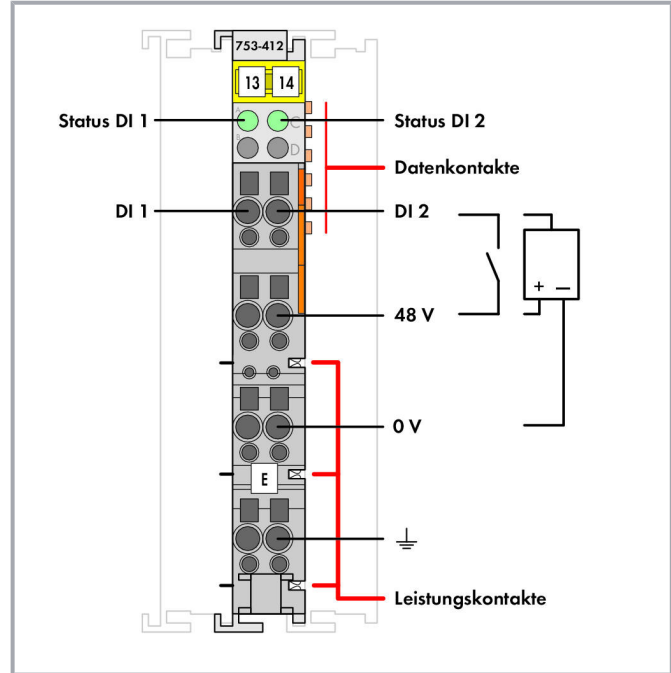 753-412
13 14
A C
Status DI 1 Status DI 2
B D
Datenkontakte
DI 1 DI 2
+ –
48 V
0 V
E
Leistungskontakte